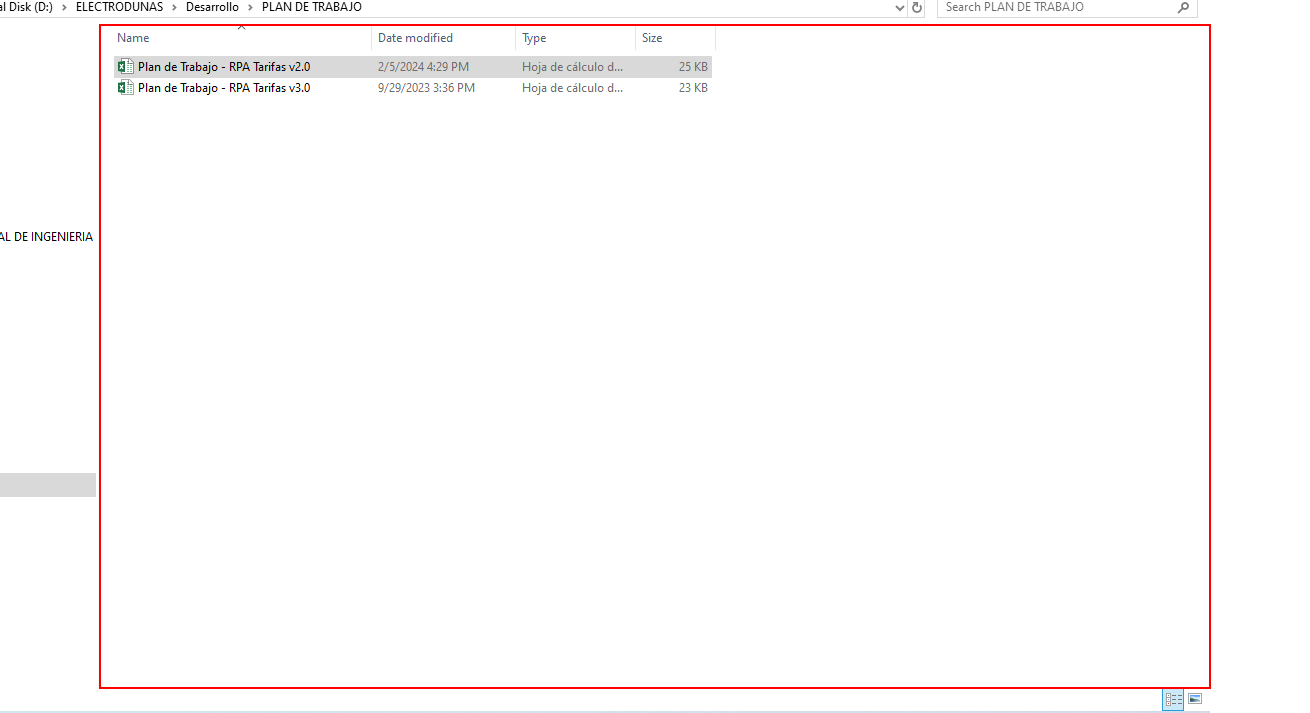 al Disk (D:) > ELECTRODUNAS > Desarrollo > PLAN DE TRABAJO Search PLAN DE TRABAJO
Name Date modified Type Size
Plan de Trabajo - RPA Tarifas v2.0 2/5/2024 4:29 PM Hoja de cálculo d... 25 KB
Plan de Trabajo - RPA Tarifas v3.0 9/29/2023 3:36 PM Hoja de cálculo d... 23 KB
AL DE INGENIERIA